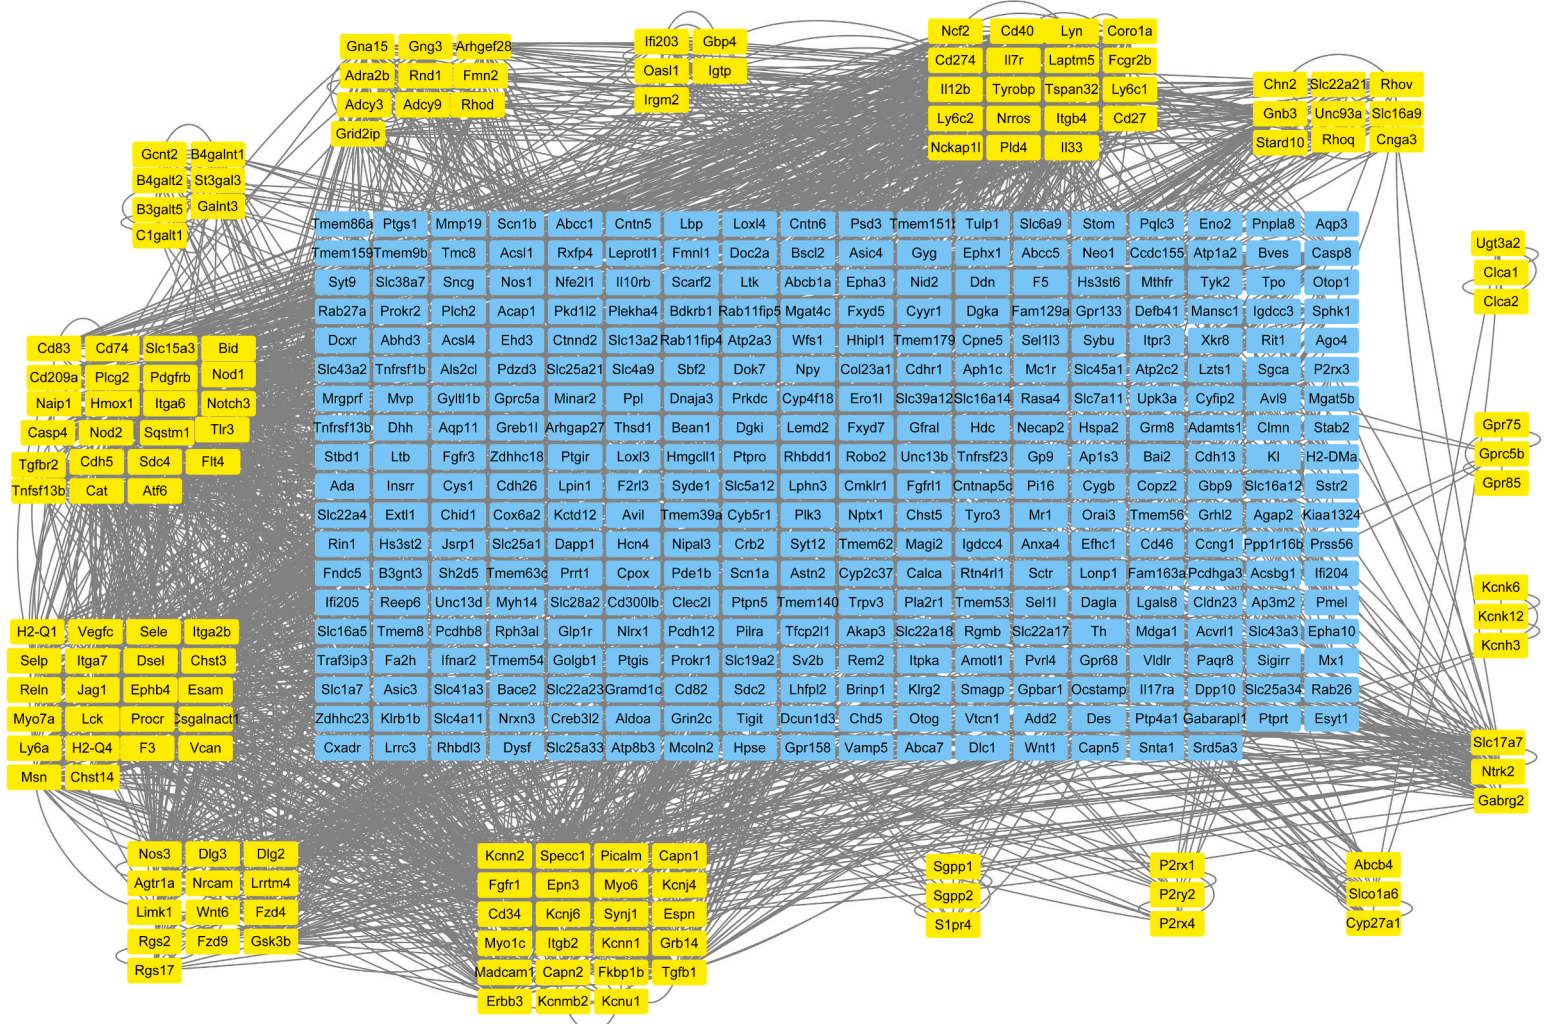 Gna15 Gng3 Arhgef28
Adra2b Rnd1 Fmn2
Adcy3 Adcy9 Rhod
Grid2ip
Ifi203 Gbp4
Oasl1 Igtp
Irgm2
Ncf2 Cd40 Lyn Coro1a
Cd274 Il7r Laptm5 Fcgr2b
Il12b Tyrobp Tspan32 Ly6c1
Ly6c2 Nrros Itgb4 Cd27
Nckap1l Pld4 Il33
Chn2 Slc22a21 Rhov
Gnb3 Unc93a Slc16a9
Stard10 Rhoq Cnga3
Gcnt2 B4galnt1
B4galt2 St3gal3
B3galt5 Galnt3
C1galt1
Tmem86a Ptgs1 Mmp19 Scn1b Abcc1 Cntn5 Lbp Loxl4 Cntn6 Psd3 Tmem151b Tulp1 Slc6a9 Stom Pqlc3 Eno2 Pnpla8 Aqp3
Tmem159 Tmem9b Tmc8 Acsl1 Rxfp4 Leprotl1 Fmnl1 Doc2a Bscl2 Asic4 Gyg Ephx1 Abcc5 Neo1 Ccdc155 Atp1a2 Bves Casp8
Syt9 Slc38a7 Sncg Nos1 Nfe2l1 Il10rb Scarf2 Ltk Abcb1a Epha3 Nid2 Ddn F5 Hs3st6 Mthfr Tyk2 Tpo Otop1
Rab27a Prokr2 Plch2 Acap1 Pkd1l2 Plekha4 Bdkrb1 Rab11fip5 Mgat4c Fxyd5 Cyyr1 Dgka Fam129a Gpr133 Defb41 Mansc1 Igdcc3 Sphk1
Dcxr Abhd3 Acsl4 Ehd3 Ctnnd2 Slc13a2 Rab11fip4 Atp2a3 Wfs1 Hhipl1 Tmem179 Cpne5 Sel1l3 Sybu Itpr3 Xkr8 Rit1 Ago4
Slc43a2 Tnfrsf1b Als2cl Pdzd3 Slc25a21 Slc4a9 Sbf2 Dok7 Npy Col23a1 Cdhr1 Aph1c Mc1r Slc45a1 Atp2c2 Lzts1 Sgca P2rx3
Mrgprf Mvp Gyltl1b Gprc5a Minar2 Ppl Dnaja3 Prkdc Cyp4f18 Ero1l Slc39a12 Slc16a14 Rasa4 Slc7a11 Upk3a Cyfip2 Avl9 Mgat5b
Tnfrsf13b Dhh Aqp11 Greb1l Arhgap27 Thsd1 Bean1 Dgki Lemd2 Fxyd7 Gfral Hdc Necap2 Hspa2 Grm8 Adamts1 Clmn Stab2
Stbd1 Ltb Fgfr3 Zdhhc18 Ptgir Loxl3 Hmgcll1 Ptpro Rhbdd1 Robo2 Unc13b Tnfrsf23 Gp9 Ap1s3 Bai2 Cdh13 Kl H2-DMa
Ada Insrr Cys1 Cdh26 Lpin1 F2rl3 Syde1 Slc5a12 Lphn3 Cmklr1 Fgfrl1 Cntnap5c Pi16 Cygb Copz2 Gbp9 Slc16a12 Sstr2
Slc22a4 Extl1 Chid1 Cox6a2 Kctd12 Avil Tmem39a Cyb5r1 Plk3 Nptx1 Chst5 Tyro3 Mr1 Orai3 Tmem56 Grhl2 Agap2 Kiaa1324
Rin1 Hs3st2 Jsrp1 Slc25a1 Dapp1 Hcn4 Nipal3 Crb2 Syt12 Tmem62 Magi2 Igdcc4 Anxa4 Efhc1 Cd46 Ccng1 Ppp1r16b Prss56
Fndc5 B3gnt3 Sh2d5 Tmem63c Prrt1 Cpox Pde1b Scn1a Astn2 Cyp2c37 Calca Rtn4rl1 Sctr Lonp1 Fam163a Pcdhga3 Acsbg1 Ifi204
Ifi205 Reep6 Unc13d Myh14 Slc28a2 Cd300lb Clec2l Ptpn5 Tmem140 Trpv3 Pla2r1 Tmem53 Sel1l Dagla Lgals8 Cldn23 Ap3m2 Pmel
Slc16a5 Tmem8 Pcdhb8 Rph3al Glp1r Nlrx1 Pcdh12 Pilra Tfcp2l1 Akap3 Slc22a18 Rgmb Slc22a17 Th Mdga1 Acvrl1 Slc43a3 Epha10
Traf3ip3 Fa2h Ifnar2 Tmem54 Golgb1 Ptgis Prokr1 Slc19a2 Sv2b Rem2 Itpka Amotl1 Pvrl4 Gpr68 Vldlr Paqr8 Sigirr Mx1
Slc1a7 Asic3 Slc41a3 Bace2 Slc22a23 Gramd1c Cd82 Sdc2 Lhfpl2 Brinp1 Klrg2 Smagp Gpbar1 Ocstamp Il17ra Dpp10 Slc25a34 Rab26
Zdhhc23 Klrb1b Slc4a11 Nrxn3 Creb3l2 Aldoa Grin2c Tigit Dcun1d3 Chd5 Otog Vtcn1 Add2 Des Ptp4a1 Gabarapl1 Ptprt Esyt1
Cxadr Lrrc3 Rhbdl3 Dysf Slc25a33 Atp8b3 Mcoln2 Hpse Gpr158 Vamp5 Abca7 Dlc1 Wnt1 Capn5 Snta1 Srd5a3
Ugt3a2
Clca1
Clca2
Cd83 Cd74 Slc15a3 Bid
Cd209a Plcg2 Pdgfrb Nod1
Naip1 Hmox1 Itga6 Notch3
Casp4 Nod2 Sqstm1 Tlr3
Tgfbr2 Cdh5 Sdc4 Flt4
Tnfsf13b Cat Atf6
Gpr75
Gprc5b
Gpr85
Kcnk6
Kcnk12
Kcnh3
H2-Q1 Vegfc Sele Itga2b
Selp Itga7 Dsel Chst3
Reln Jag1 Ephb4 Esam
Myo7a Lck Procr Csgalnact1
Ly6a H2-Q4 F3 Vcan
Msn Chst14
Slc17a7
Ntrk2
Gabrg2
Nos3 Dlg3 Dlg2
Agtr1a Nrcam Lrrtm4
Limk1 Wnt6 Fzd4
Rgs2 Fzd9 Gsk3b
Rgs17
Kcnn2 Specc1 Picalm Capn1
Fgfr1 Epn3 Myo6 Kcnj4
Cd34 Kcnj6 Synj1 Espn
Myo1c Itgb2 Kcnn1 Grb14
Madcam1 Capn2 Fkbp1b Tgfb1
Erbb3 Kcnmb2 Kcnu1
Sgpp1
Sgpp2
S1pr4
P2rx1
P2ry2
P2rx4
Abcb4
Slco1a6
Cyp27a1